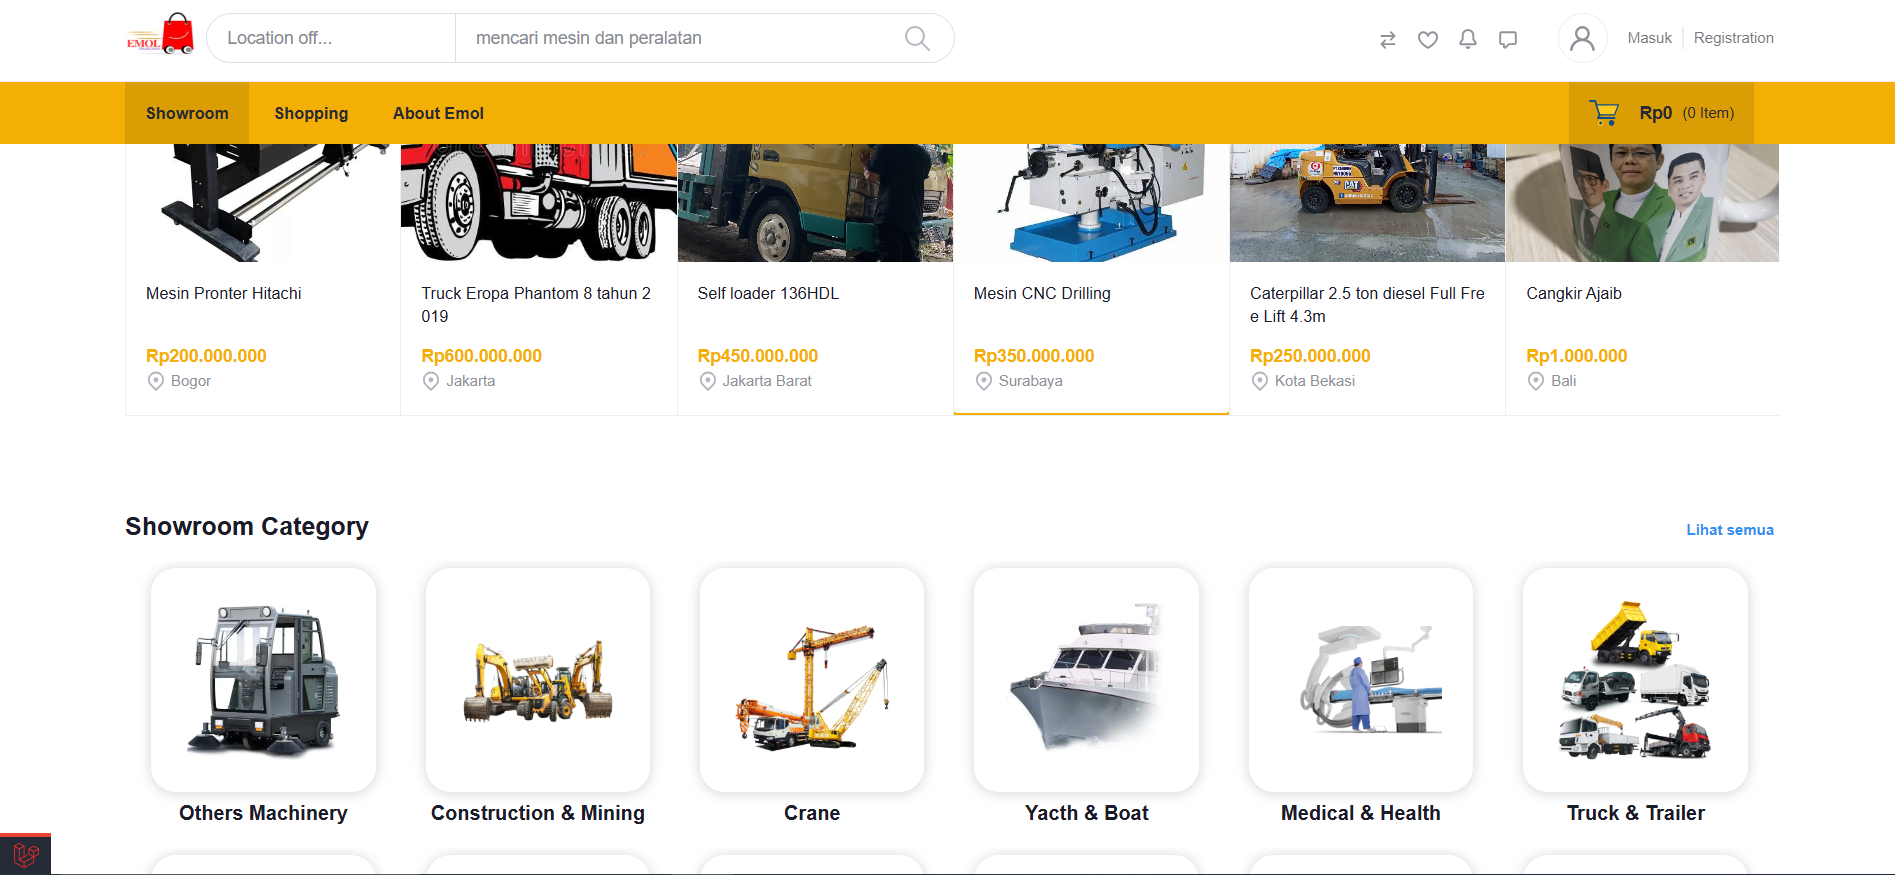 EMOL
Location off...
mencari mesin dan peralatan
Masuk
Registration
Showroom
Shopping
About Emol
Rp0 (0 Item)
CAT
Mesin Pronter Hitachi
Rp200.000.000
Bogor
Truck Eropa Phantom 8 tahun 2
019
Rp600.000.000
Jakarta
Self loader 136HDL
Rp450.000.000
Jakarta Barat
Mesin CNC Drilling
Rp350.000.000
Surabaya
Caterpillar 2.5 ton diesel Full Fre
e Lift 4.3m
Rp250.000.000
Kota Bekasi
Cangkir Ajaib
Rp1.000.000
Bali
Showroom Category
Lihat semua
Others Machinery
Construction & Mining
Crane
Yacth & Boat
Medical & Health
Truck & Trailer